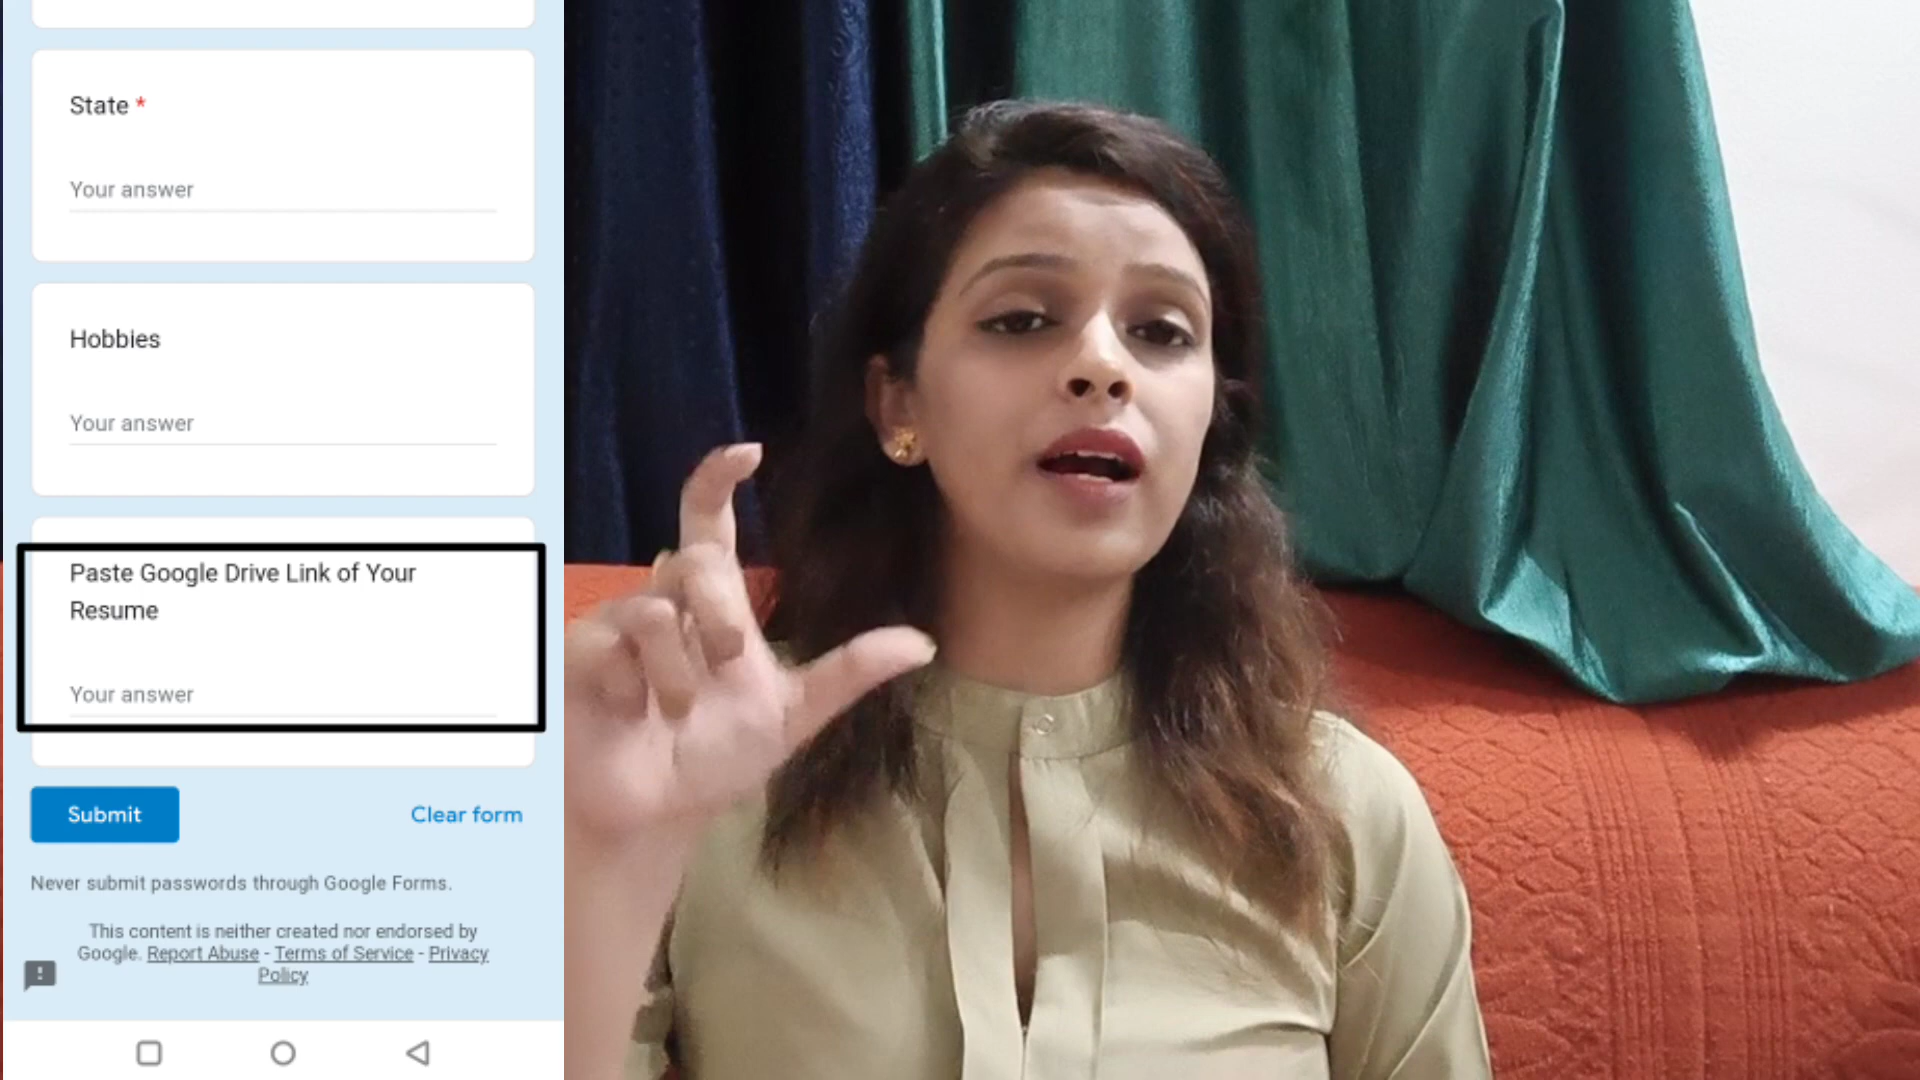 State *
Your answer
Hobbies
Your answer
Paste Google Drive Link of Your
Resume
Your answer
Submit
Clear form
Never submit passwords through Google Forms.
This content is neither created nor endorsed by
Google. Report Abuse - Terms of Service - Privacy
Policy